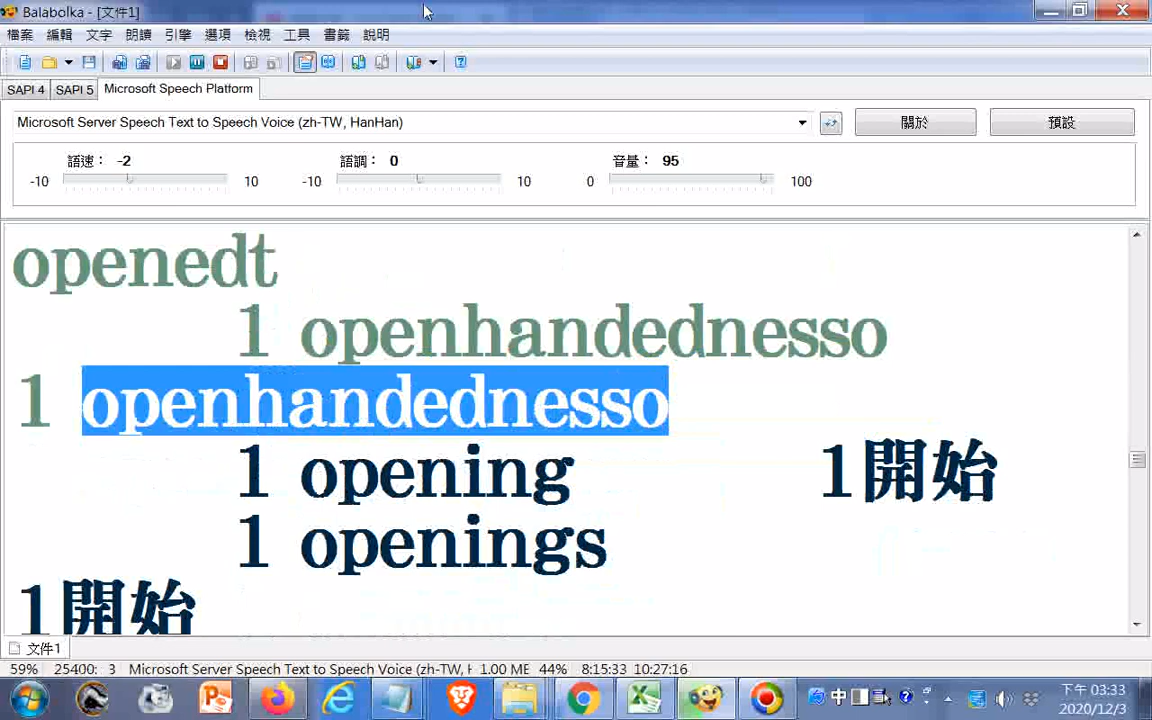 Balabolka - [文件1]
檔案 編輯 文字 朗讀 引擎 選項 檢視 工具 書籤 說明
SAPI 4 SAPI 5 Microsoft Speech Platform
Microsoft Server Speech Text to Speech Voice (zh-TW, HanHan) 關於 預設
語速： -2 語調： 0 音量： 95
-10 10 -10 10 0 100
openedt
1 openhandednesso
1 openhandednesso
1 opening 1開始
1 openings
1開始
文件1
59% 25400: 3 Microsoft Server Speech Text to Speech Voice (zh-TW, 1.00 ME 44% 8:15:33 10:27:16
中 下午 03:33
2020/12/3